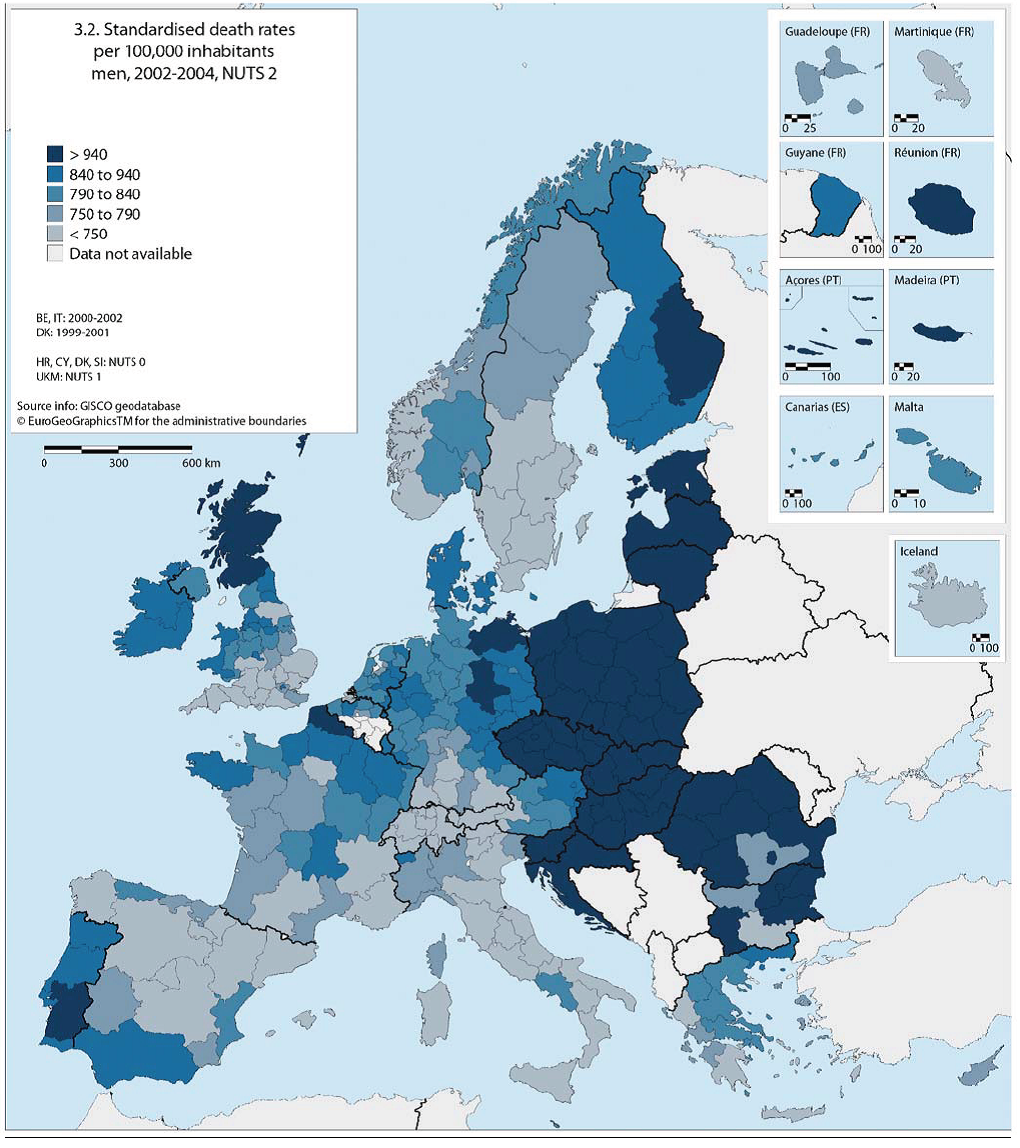 3.2. Standardised death rates
per 100,000 inhabitants
men, 2002-2004, NUTS 2
> 940
840 to 940
790 to 840
750 to 790
< 750
Data not available
BE, IT: 2000-2002
DK: 1999-2001
HR, CY, DK, SI: NUTS 0
UKM: NUTS 1
Source info: GISCO geodatabase
© EuroGeographicsTM for the administrative boundaries
0 300 600 km
Guadeloupe (FR)
0 25
Martinique (FR)
0 20
Guyane (FR)
0 100
Réunion (FR)
0 20
Açores (PT)
0 100
Madeira (PT)
0 20
Canarias (ES)
0 100
Malta
0 10
Iceland
0 100